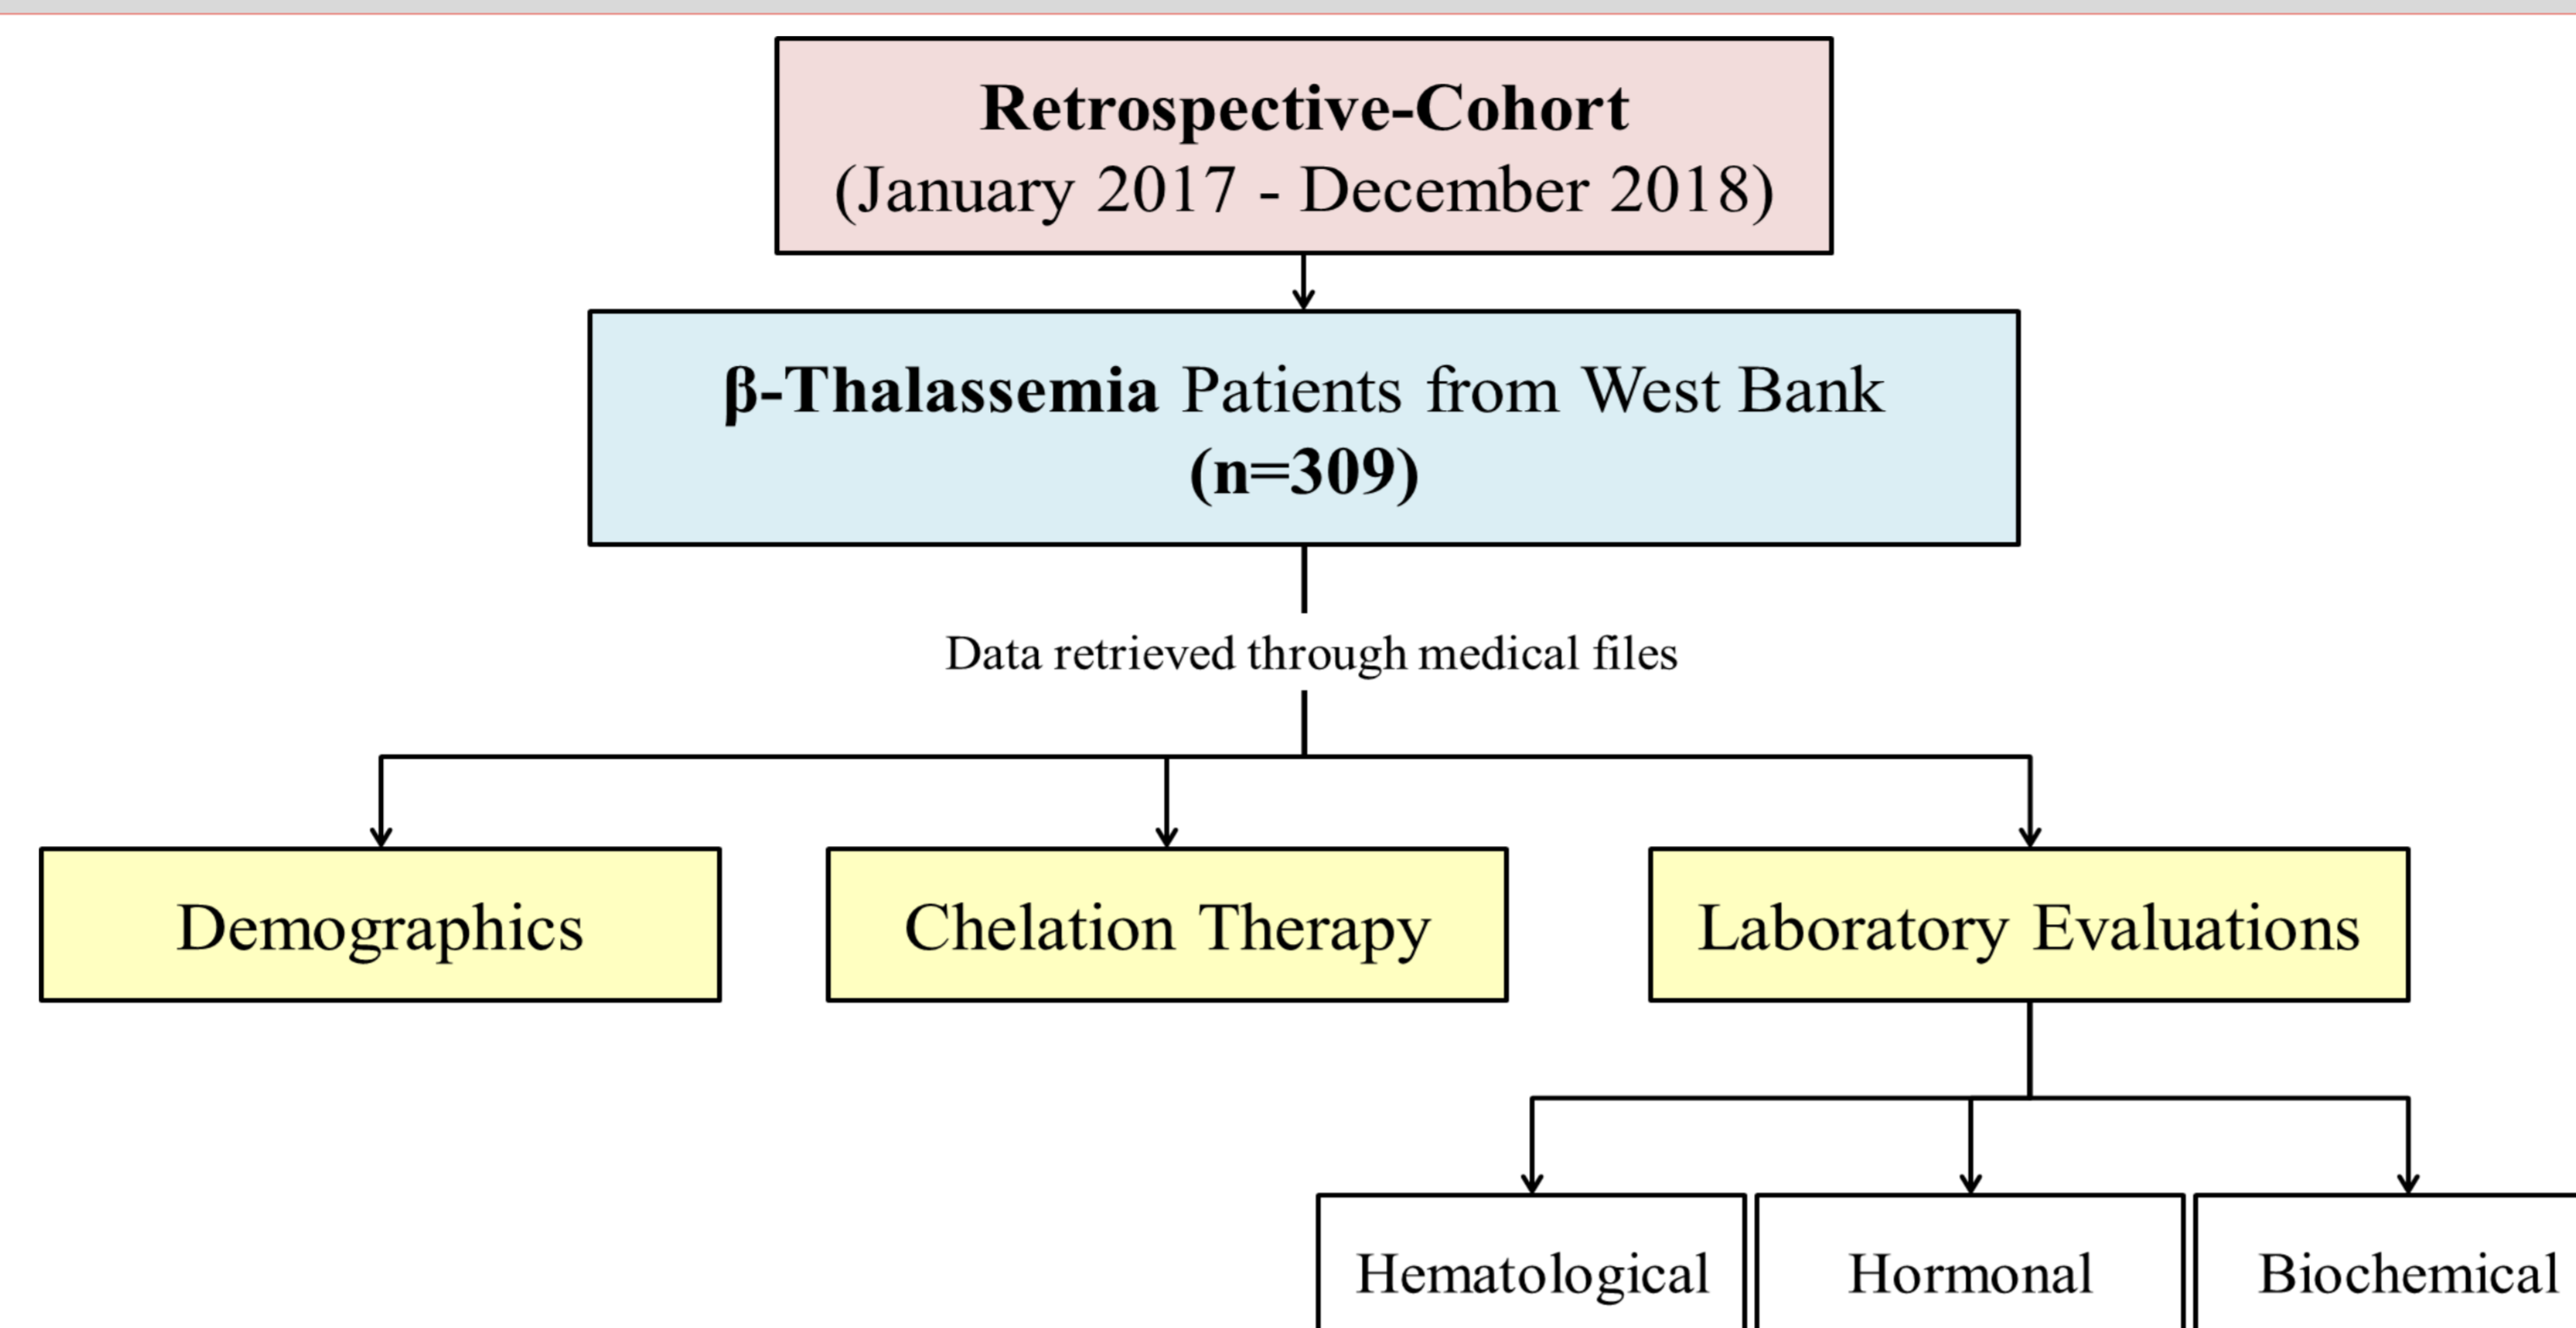 Retrospective-Cohort
(January 2017 - December 2018)
β-Thalassemia Patients from West Bank
(n=309)
Data retrieved through medical files
Demographics
Chelation Therapy
Laboratory Evaluations
Hematological
Hormonal
Biochemical